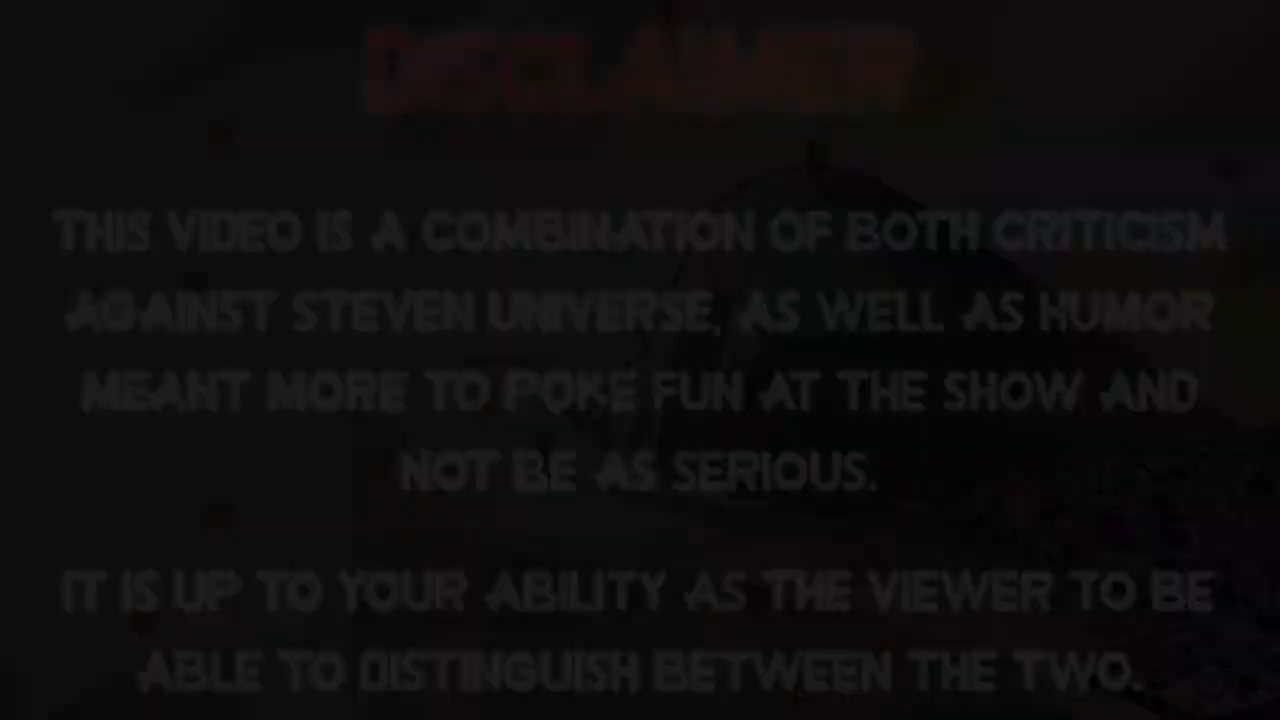 DISCLAIMER
THIS VIDEO IS A COMBINATION OF BOTH CRITICISM
AGAINST STEVEN UNIVERSE, AS WELL AS HUMOR
MEANT MORE TO POKE FUN AT THE SHOW AND
NOT BE AS SERIOUS.
IT IS UP TO YOUR ABILITY AS THE VIEWER TO BE
ABLE TO DISTINGUISH BETWEEN THE TWO.